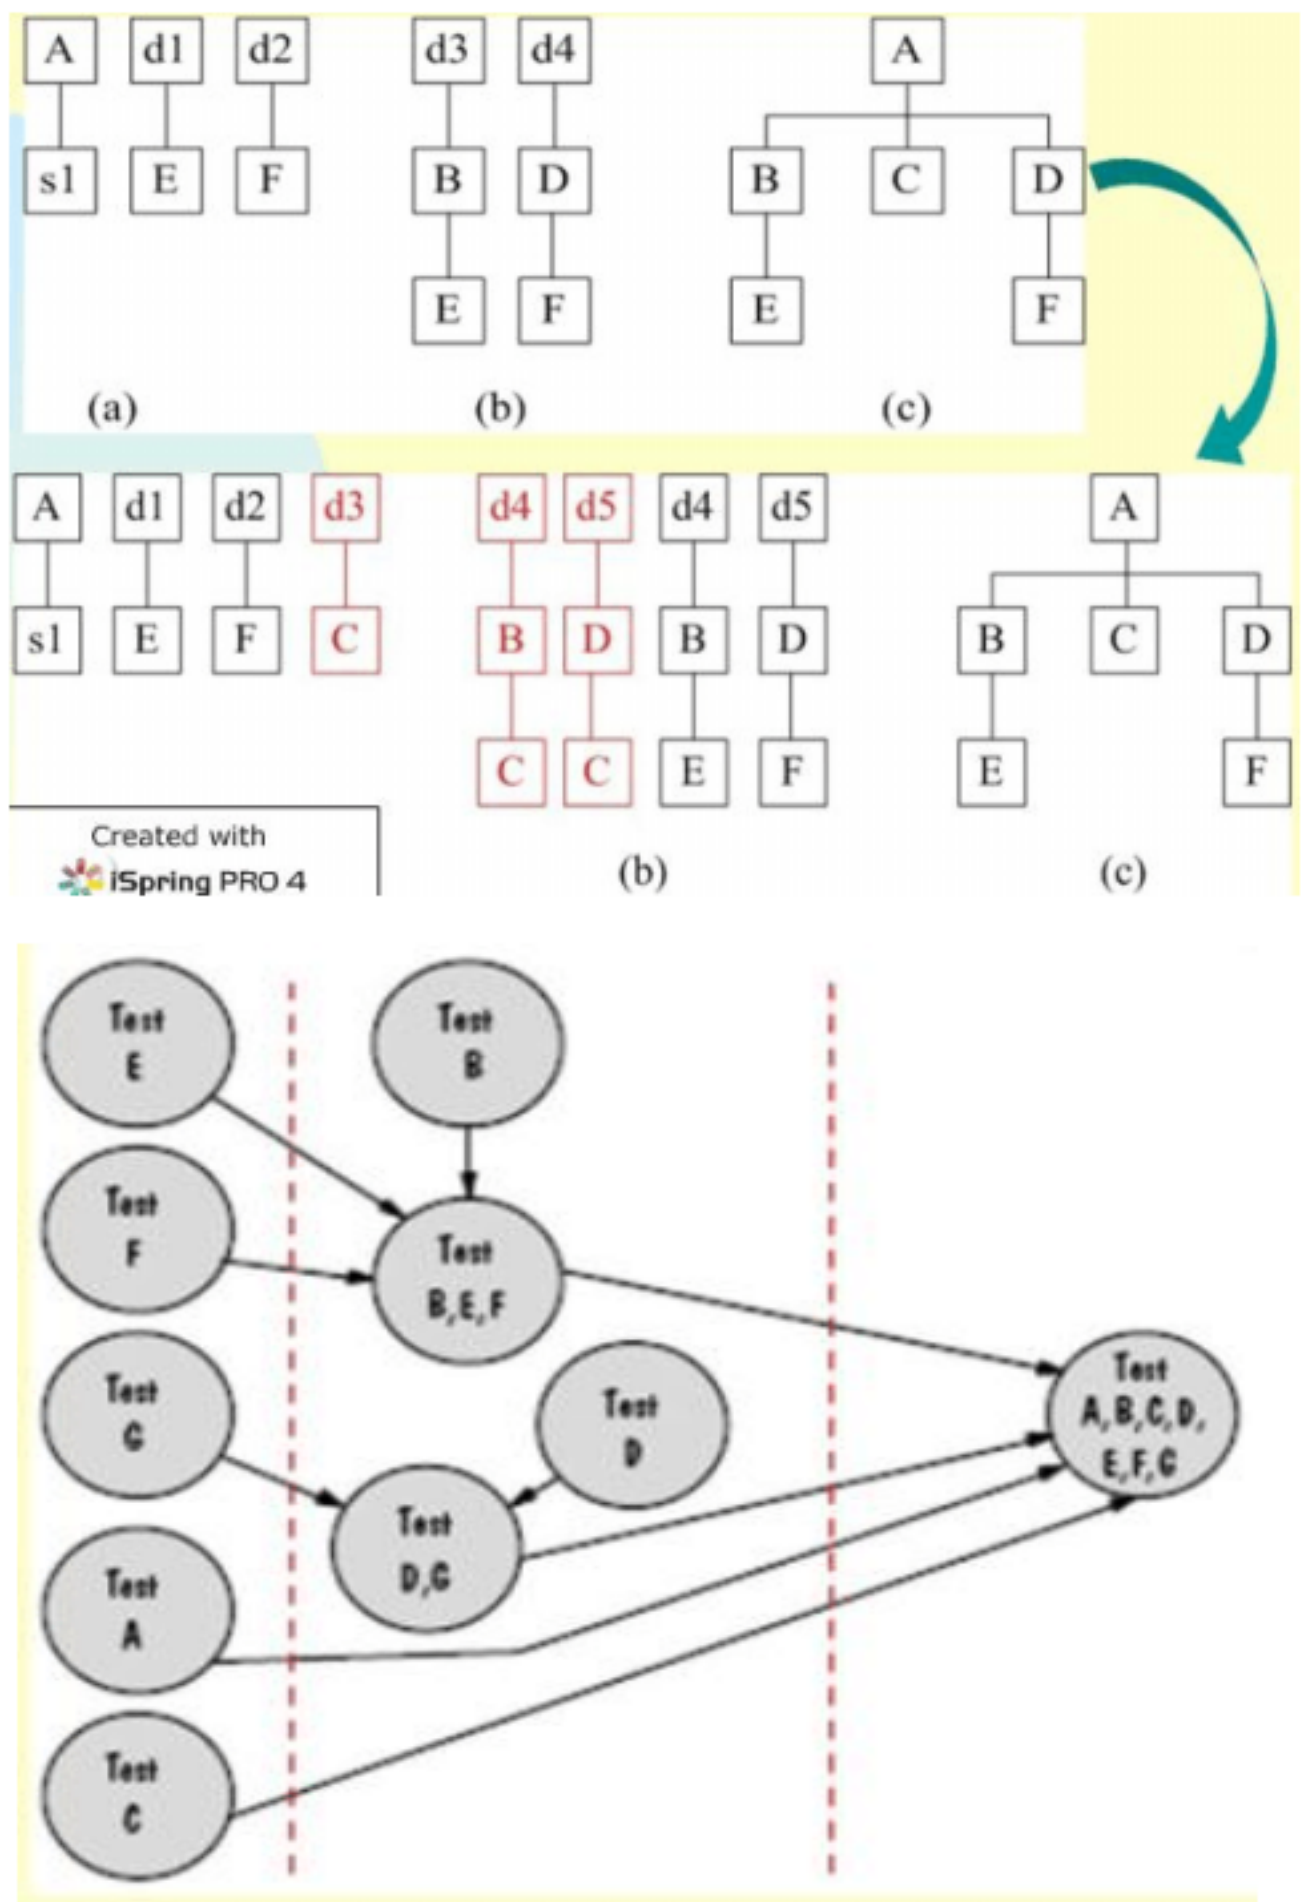 A d1 d2 d3 d4 A
s1 E F B D B C D
E F E F
(a) (b) (c)
A d1 d2 d3 d4 d5 d4 d5 A
s1 E F C B D B D B C D
C C E F E F
Created with
iSpring PRO 4
(b) (c)
Test
E
Test
B
Test
F
Test
B,E,F
Test
G
Test
D
Test
A,B,C,D,
E,F,G
Test
D,G
Test
A
Test
C